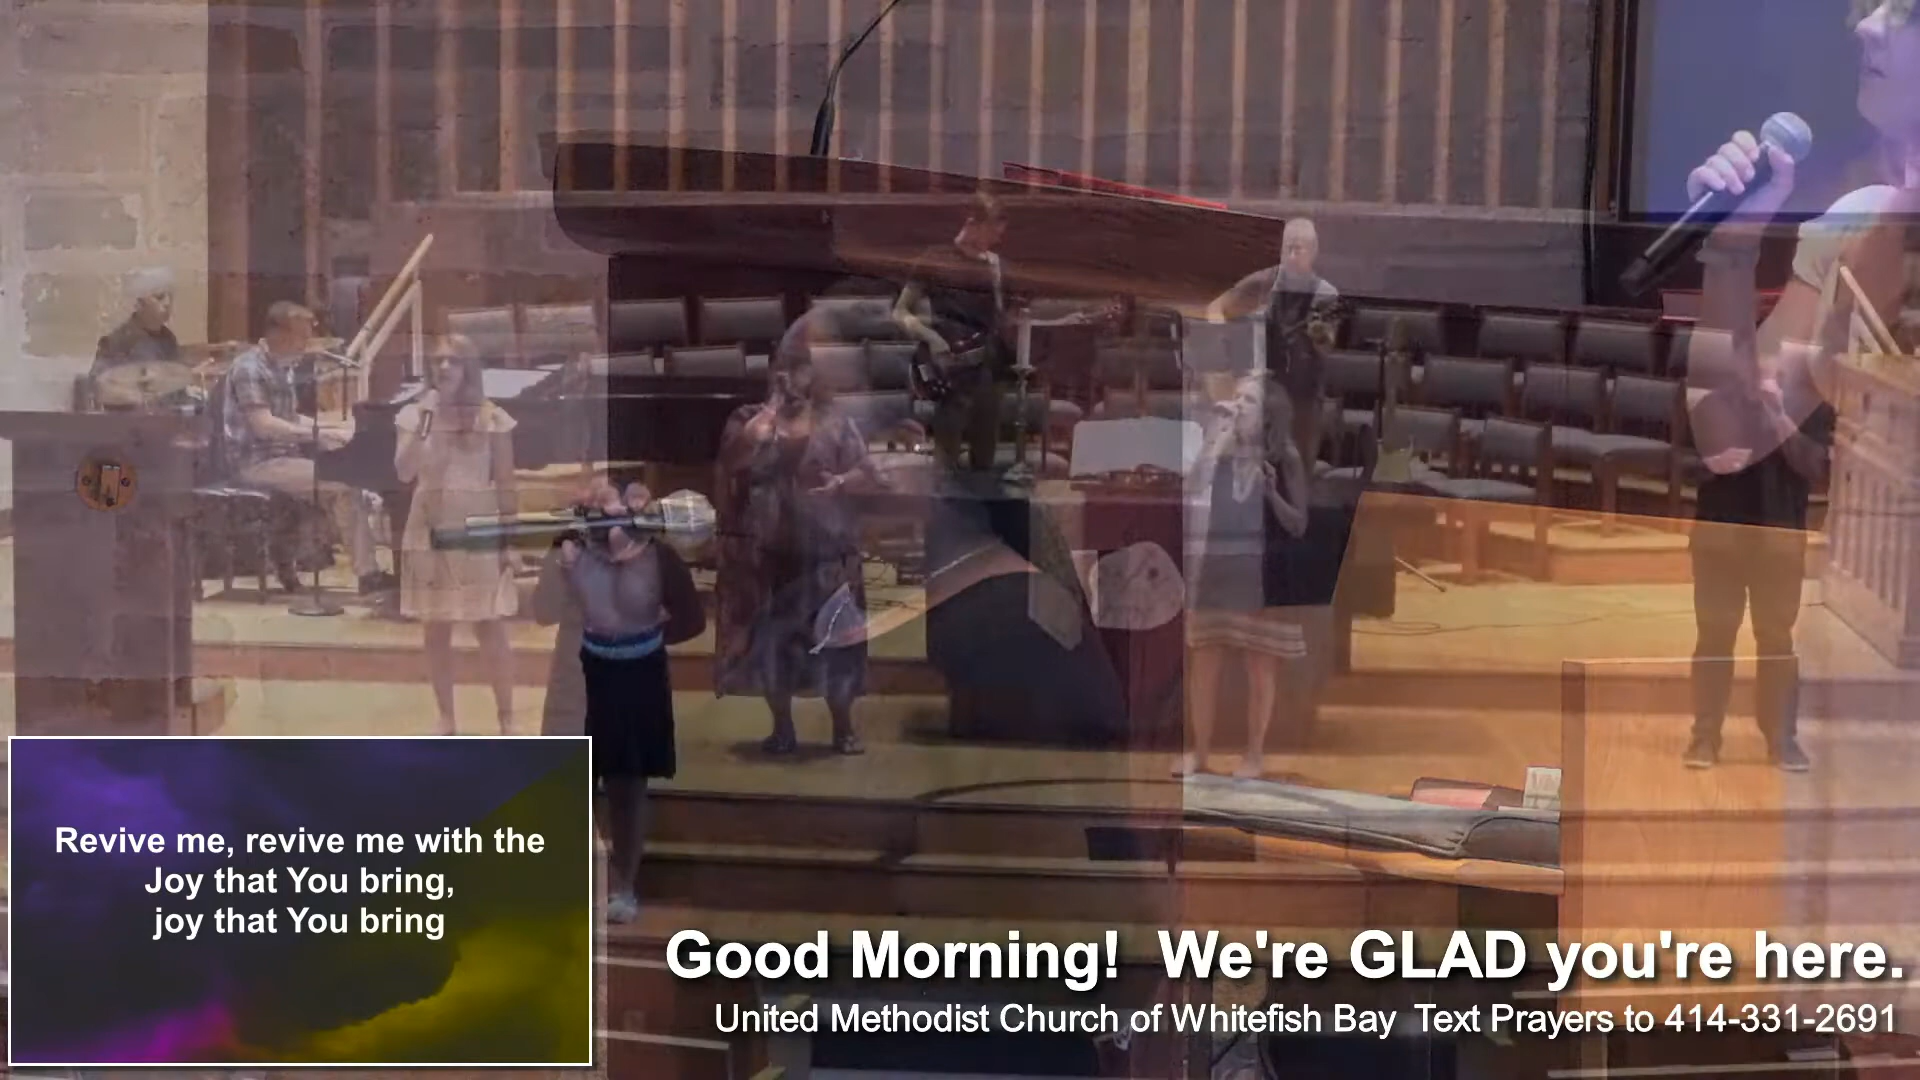 Revive me, revive me with the
Joy that You bring,
joy that You bring
Good Morning!  We're GLAD you're here.
United Methodist Church of Whitefish Bay  Text Prayers to 414-331-2691